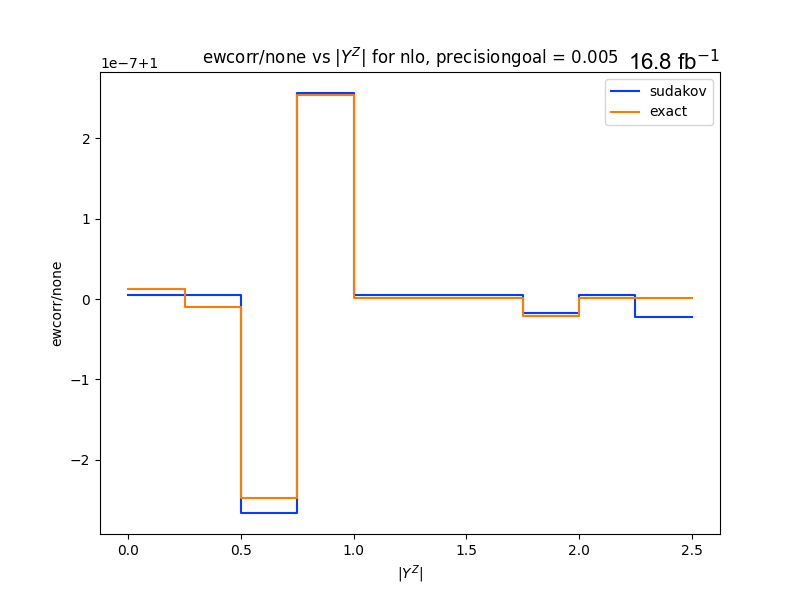 ewcorr/none vs |Y^Z| for nlo, precisiongoal = 0.005
16.8 fb⁻¹
1e−7+1
sudakov
exact
2
1
0
−1
−2
ewcorr/none
0.0 0.5 1.0 1.5 2.0 2.5
|Y^Z|